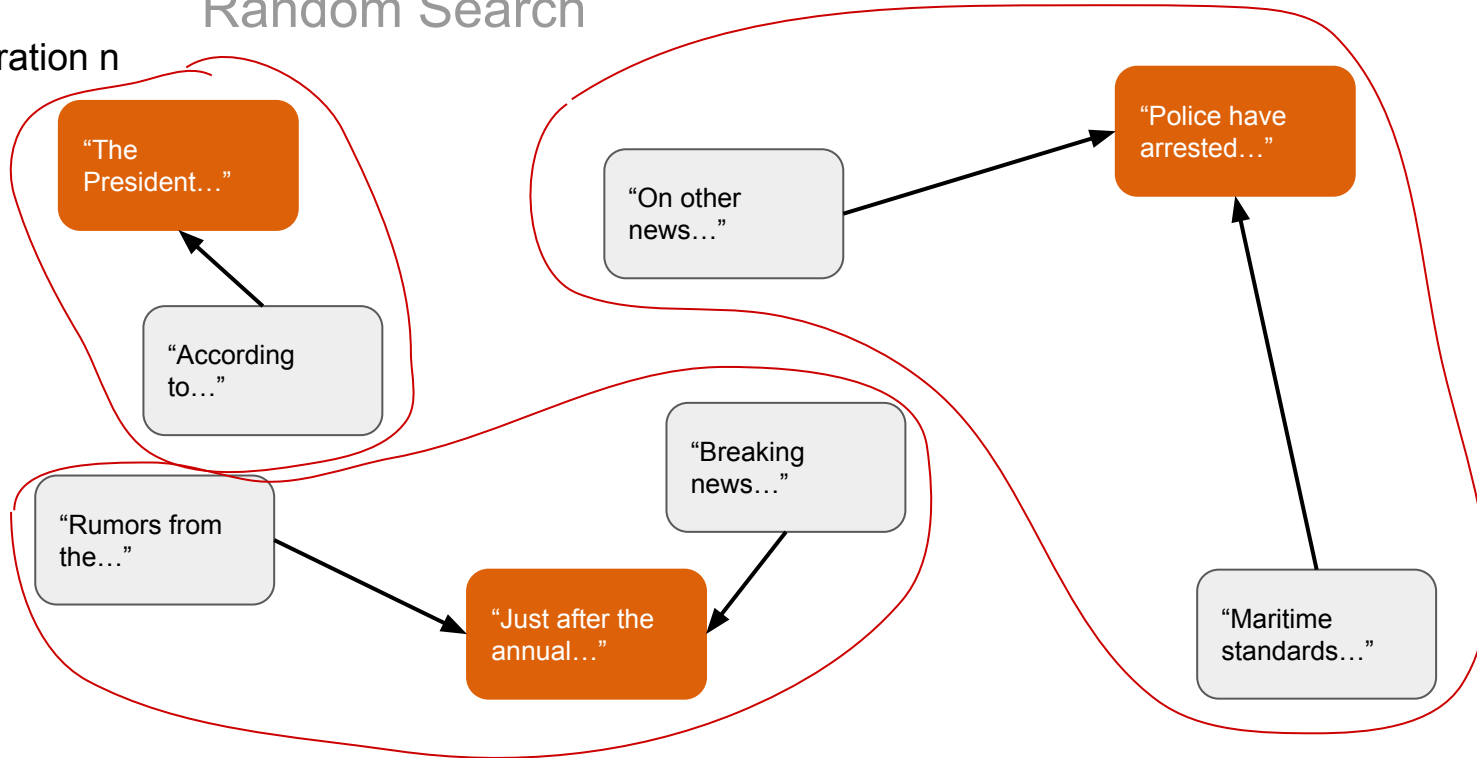 Random Search
ration n
“The
President…”
“Police have
arrested…”
“On other
news…”
“According
to…”
“Breaking
news…”
“Rumors from
the…”
“Just after the
annual…”
“Maritime
standards…”